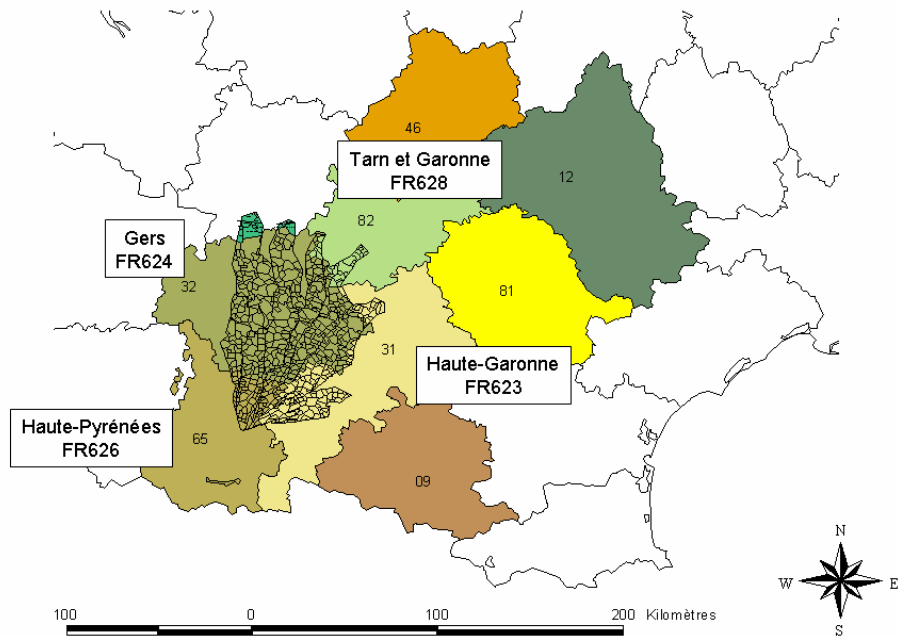 46
Tarn et Garonne
FR628
12
82
Gers
FR624
32
81
31
Haute-Garonne
FR623
Haute-Pyrénées
FR626
65
09
N
W
E
S
100 0 100 200 Kilomètres